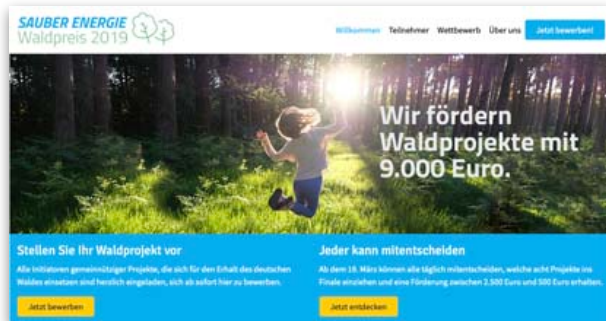 SAUBER ENERGIE
Waldpreis 2019
Willkommen Teilnehmer Wettbewerb Über uns Jetzt bewerben!
Wir fördern
Waldprojekte mit
9.000 Euro.
Stellen Sie Ihr Waldprojekt vor
Alle Initiatoren gemeinnütziger Projekte, die sich für den Erhalt des deutschen
Waldes einsetzen sind herzlich eingeladen, sich ab sofort hier zu bewerben.
Jetzt bewerben
Jeder kann mitentscheiden
Ab dem 18. März können alle täglich mitentscheiden, welche acht Projekte ins
Finale einziehen und eine Förderung zwischen 2.500 Euro und 500 Euro erhalten.
Jetzt entdecken